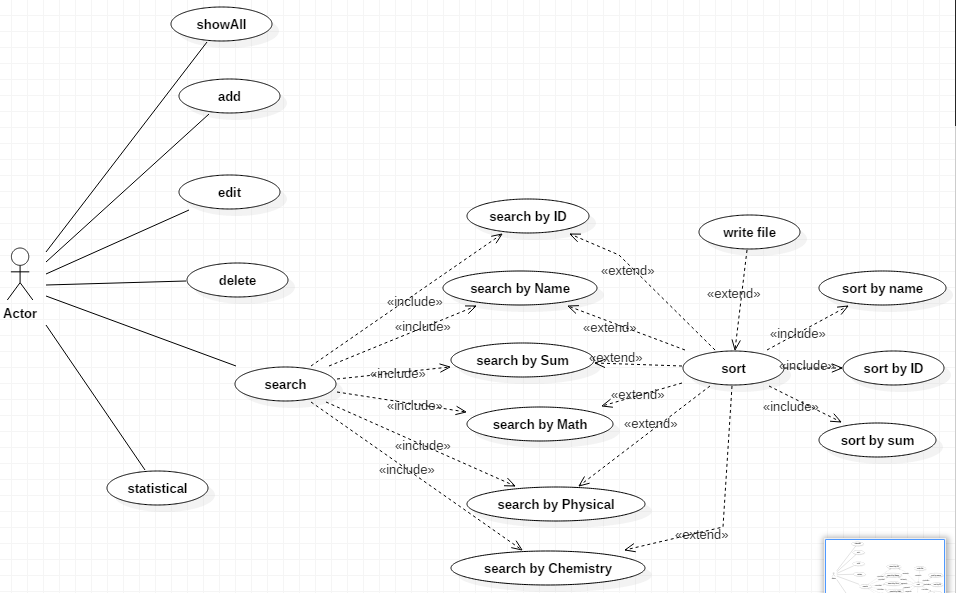 showAll
add
edit
delete
Actor
search
statistical
search by ID
search by Name
search by Sum
search by Math
search by Physical
search by Chemistry
write file
sort
sort by name
sort by ID
sort by sum
«include»
«include»
«include»
«include»
«include»
«include»
«extend»
«extend»
«extend»
«extend»
«extend»
«extend»
«extend»
«include»
«include»
«include»